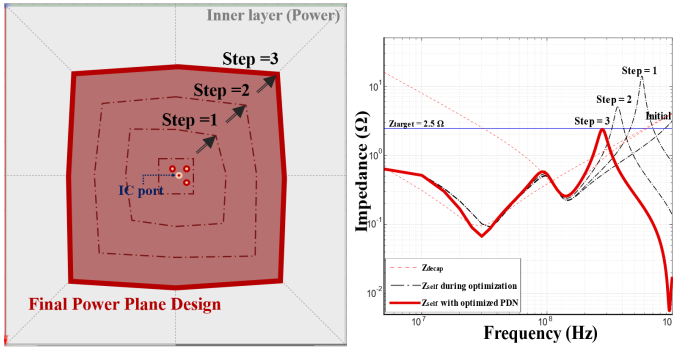 Inner layer (Power)
Step =3
Step =2
Step =1
IC port
Final Power Plane Design
Impedance (Ω)
10¹
10⁰
10⁻¹
10⁻²
Ztarget = 2.5 Ω
Step = 1
Step = 2
Step = 3
Initial
Zdecap
Zself during optimization
Zself with optimized PDN
10⁷
10⁸
10
Frequency (Hz)